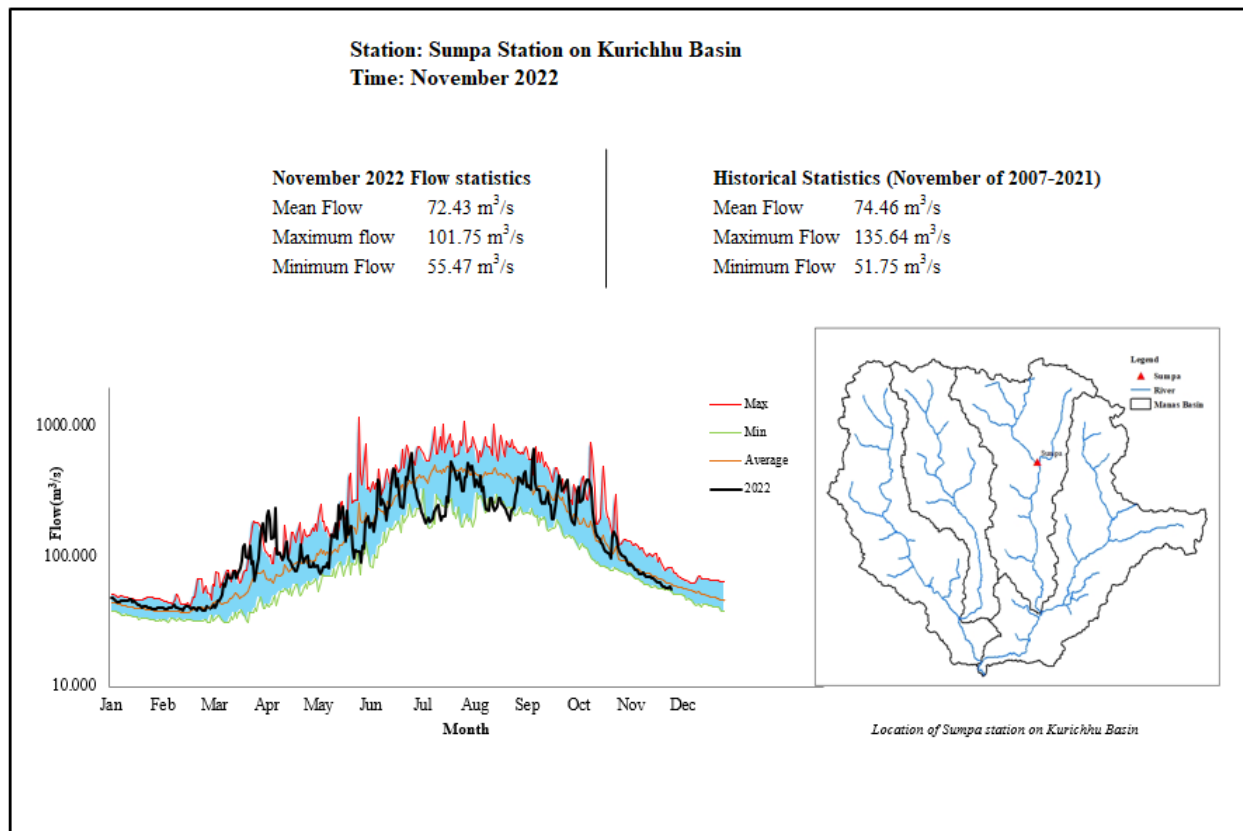 Station: Sumpa Station on Kurichhu Basin
Time: November 2022
November 2022 Flow statistics
Mean Flow 72.43 m³/s
Maximum flow 101.75 m³/s
Minimum Flow 55.47 m³/s
Historical Statistics (November of 2007-2021)
Mean Flow 74.46 m³/s
Maximum Flow 135.64 m³/s
Minimum Flow 51.75 m³/s
Flow(m³/s)
1000.000
100.000
10.000
Jan Feb Mar Apr May Jun Jul Aug Sep Oct Nov Dec
Month
Max
Min
Average
2022
Legend
Sumpa
River
Manas Basin
Sumpa
Location of Sumpa station on Kurichhu Basin